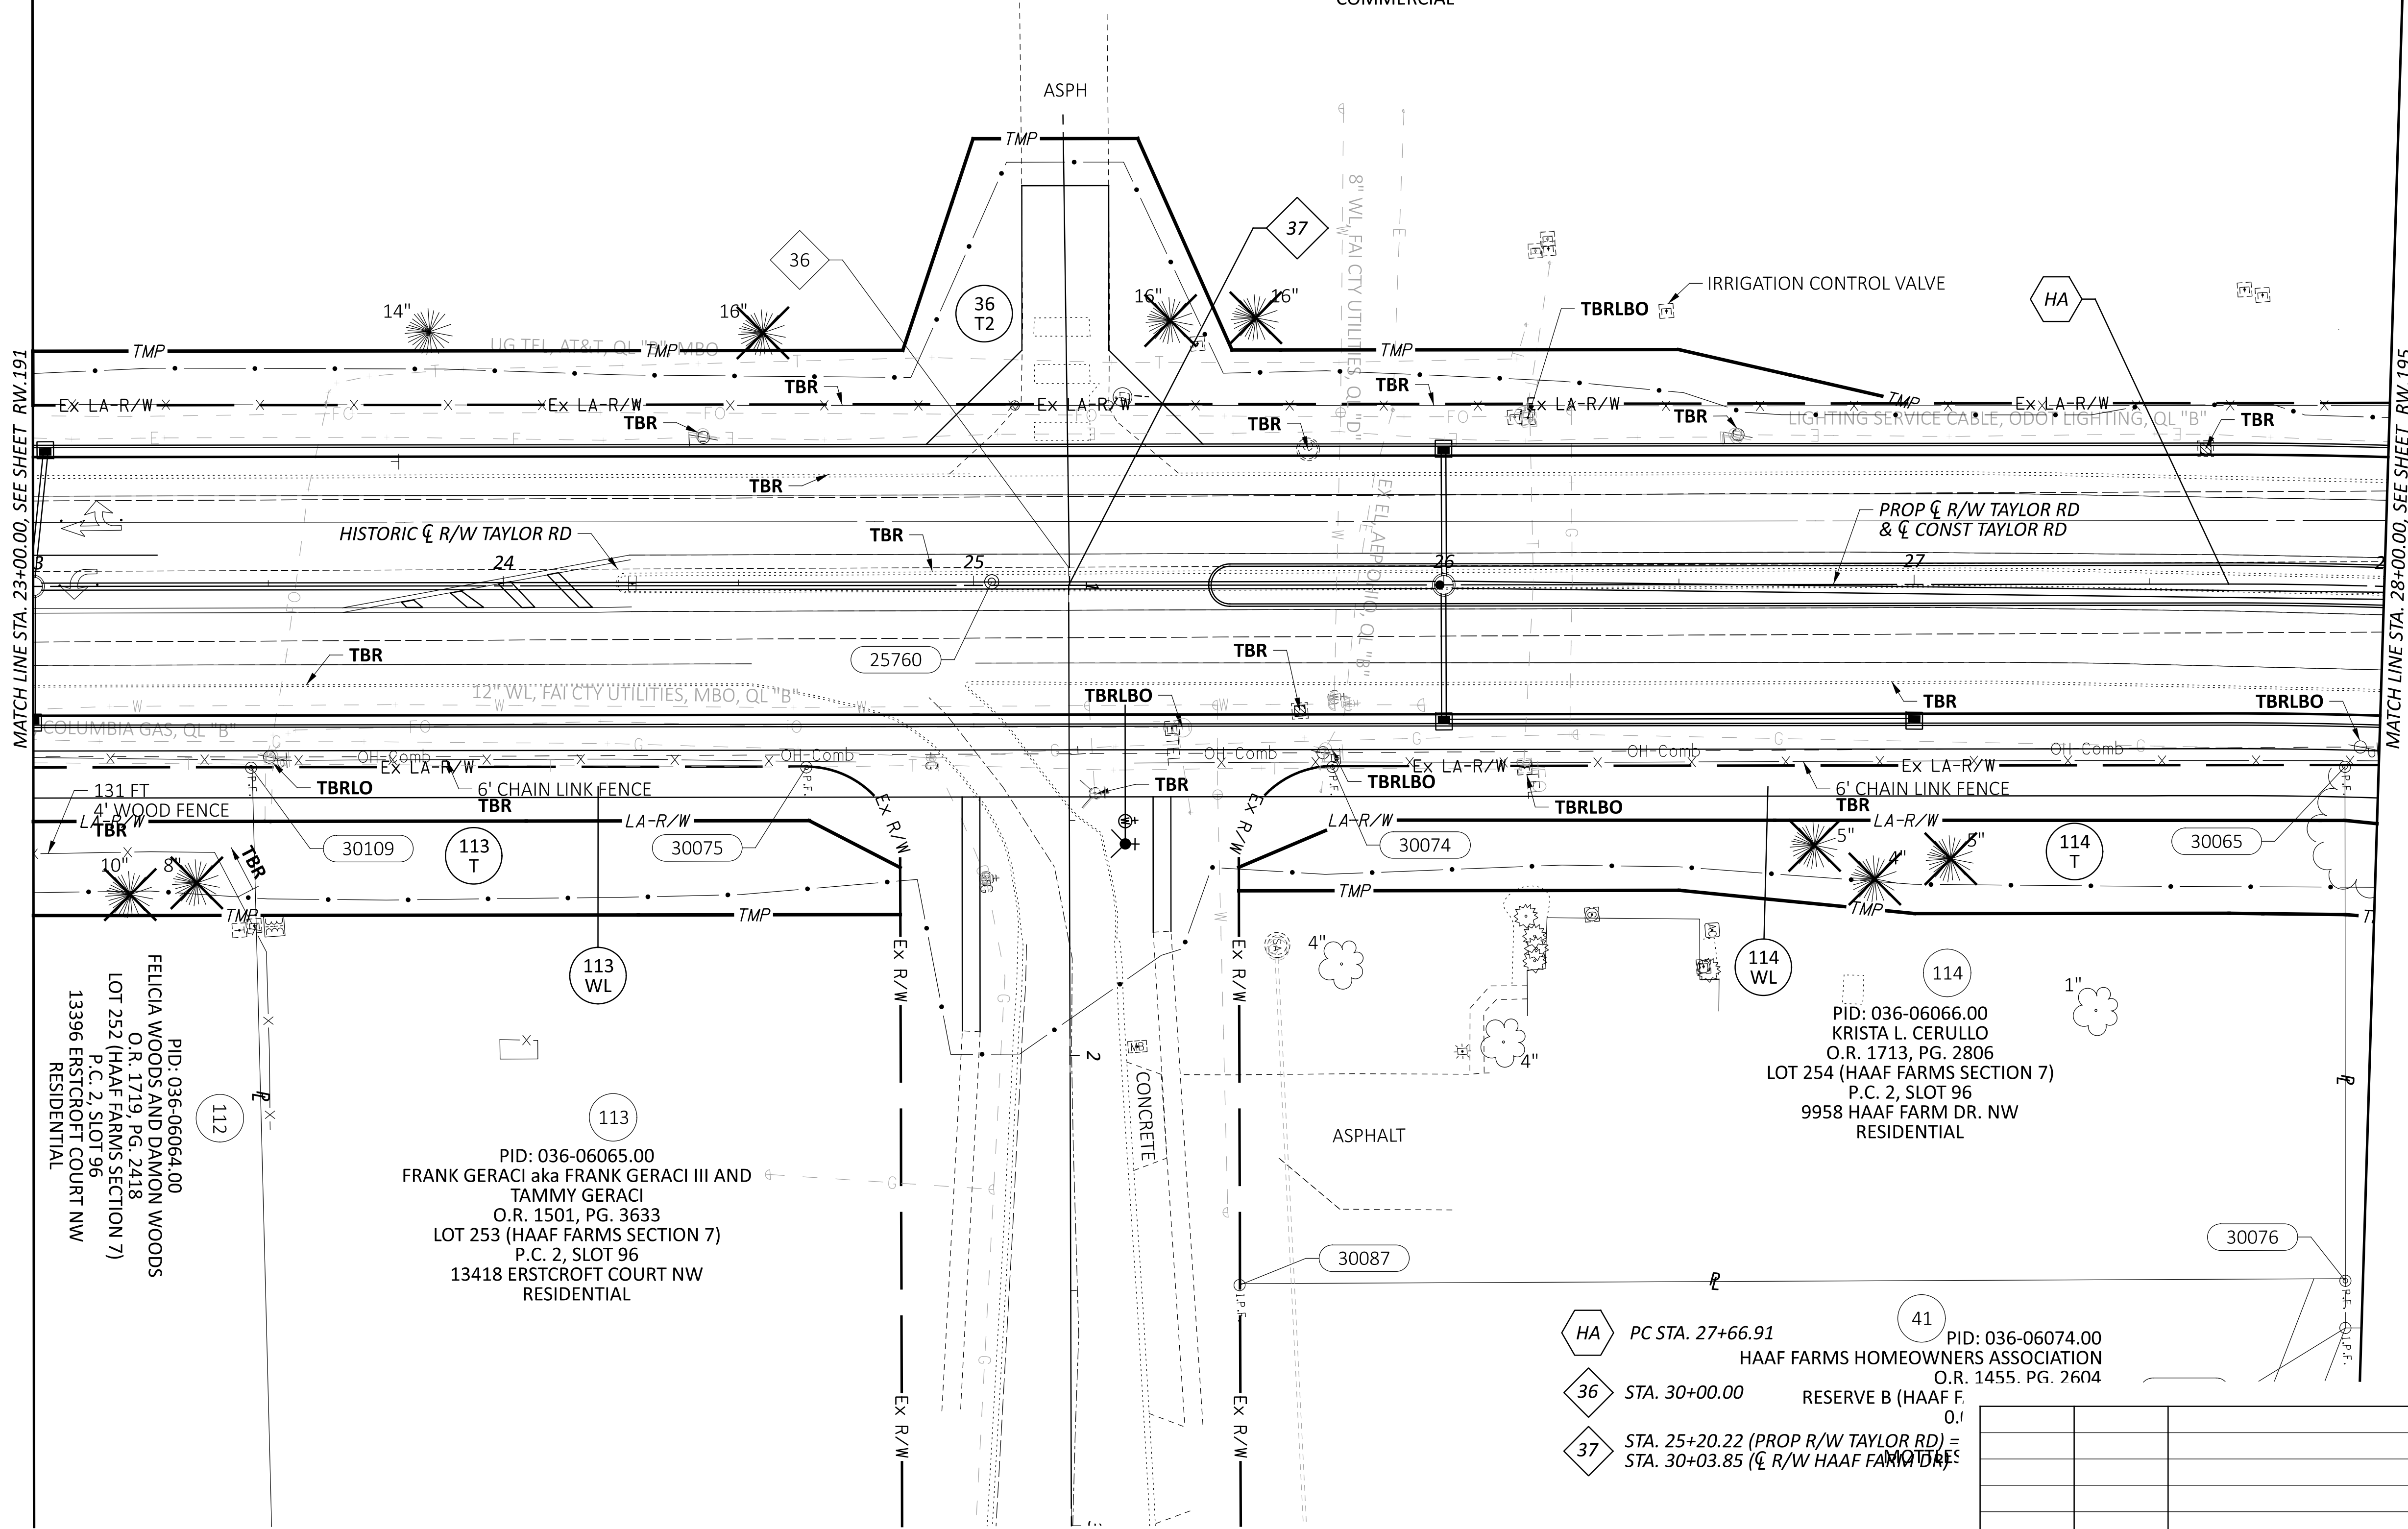 COMMERCIAL
ASPH
TMP
37
36
8" WL, FAI CTY UTILITIES, QL "D"
36
T2
14"
16"
16"
16"
IRRIGATION CONTROL VALVE
TBRLBO
HA
UG TEL, AT&T, QL "B", MBO
TMP
TMP
TMP
TMP
TBR
TBR
Ex LA-R/W
Ex LA-R/W
Ex LA-R/W
Ex LA-R/W
Ex LA-R/W
TBR
TBR
TBR
TBR
LIGHTING SERVICE CABLE, ODOT LIGHTING, QL "B"
MATCH LINE STA. 23+00.00, SEE SHEET RW.191
MATCH LINE STA. 28+00.00, SEE SHEET RW.195
TBR
HISTORIC ℄ R/W TAYLOR RD
TBR
PROP ℄ R/W TAYLOR RD
& ℄ CONST TAYLOR RD
EX EL, AEP OHIO, QL "B"
3
24
25
26
27
2
1
TBR
25760
TBR
12" WL, FAI CTY UTILITIES, MBO, QL "B"
TBRLBO
TBR
TBRLBO
COLUMBIA GAS, QL "B"
OH-Comb
OH-Comb
OH-Comb
OH-Comb
OH-Comb
Ex LA-R/W
Ex LA-R/W
Ex LA-R/W
TBRLO
6' CHAIN LINK FENCE
TBR
TBR
TBRLBO
TBRLBO
6' CHAIN LINK FENCE
TBR
131 FT
4' WOOD FENCE
TBR
LA-R/W
LA-R/W
LA-R/W
LA-R/W
P.F.
P.F.
P.F.
P.F.
Ex R/W
Ex R/W
30109
113
T
30075
30074
114
T
30065
5"
4"
5"
10"
8"
TBR
TMP
TMP
TMP
TMP
113
WL
114
WL
4"
4"
1"
Ex R/W
Ex R/W
2
CONCRETE
ASPHALT
PID: 036-06064.00
FELICIA WOODS AND DAMON WOODS
O.R. 1719, PG. 2418
LOT 252 (HAAF FARMS SECTION 7)
P.C. 2, SLOT 96
13396 ERSTCROFT COURT NW
RESIDENTIAL
112
113
PID: 036-06065.00
FRANK GERACI aka FRANK GERACI III AND
TAMMY GERACI
O.R. 1501, PG. 3633
LOT 253 (HAAF FARMS SECTION 7)
P.C. 2, SLOT 96
13418 ERSTCROFT COURT NW
RESIDENTIAL
114
PID: 036-06066.00
KRISTA L. CERULLO
O.R. 1713, PG. 2806
LOT 254 (HAAF FARMS SECTION 7)
P.C. 2, SLOT 96
9958 HAAF FARM DR. NW
RESIDENTIAL
30087
30076
I.P.F.
P.F.
I.P.F.
Ex R/W
Ex R/W
41
PID: 036-06074.00
HAAF FARMS HOMEOWNERS ASSOCIATION
O.R. 1455, PG. 2604
RESERVE B (HAAF
HA PC STA. 27+66.91
36 STA. 30+00.00
37 STA. 25+20.22 (PROP R/W TAYLOR RD) =
STA. 30+03.85 (℄ R/W HAAF FARM DR)